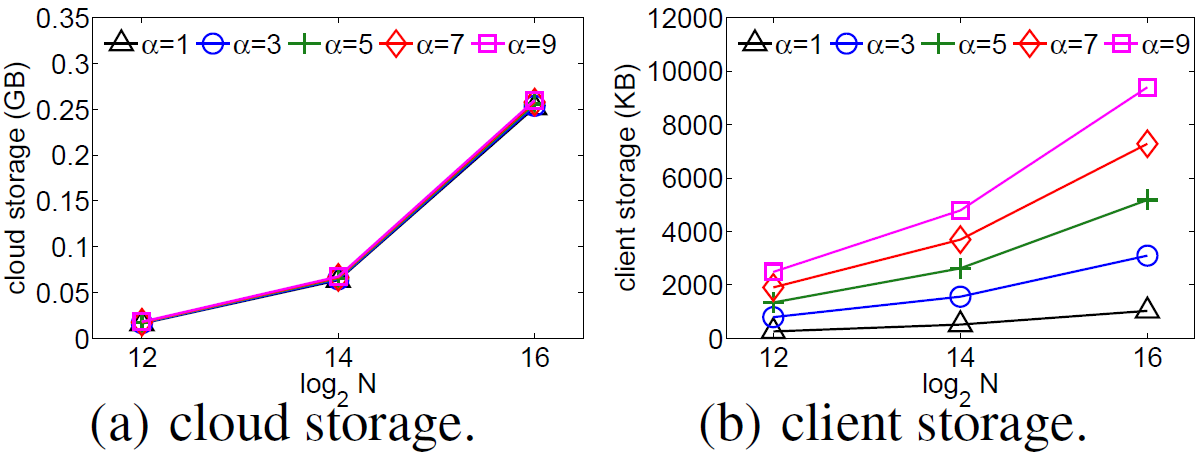 cloud storage (GB)
0.35
0.3
0.25
0.2
0.15
0.1
0.05
0
α=1 α=3 α=5 α=7 α=9
12 14 16
log2 N
(a) cloud storage.
client storage (KB)
12000
10000
8000
6000
4000
2000
0
α=1 α=3 α=5 α=7 α=9
12 14 16
log2 N
(b) client storage.